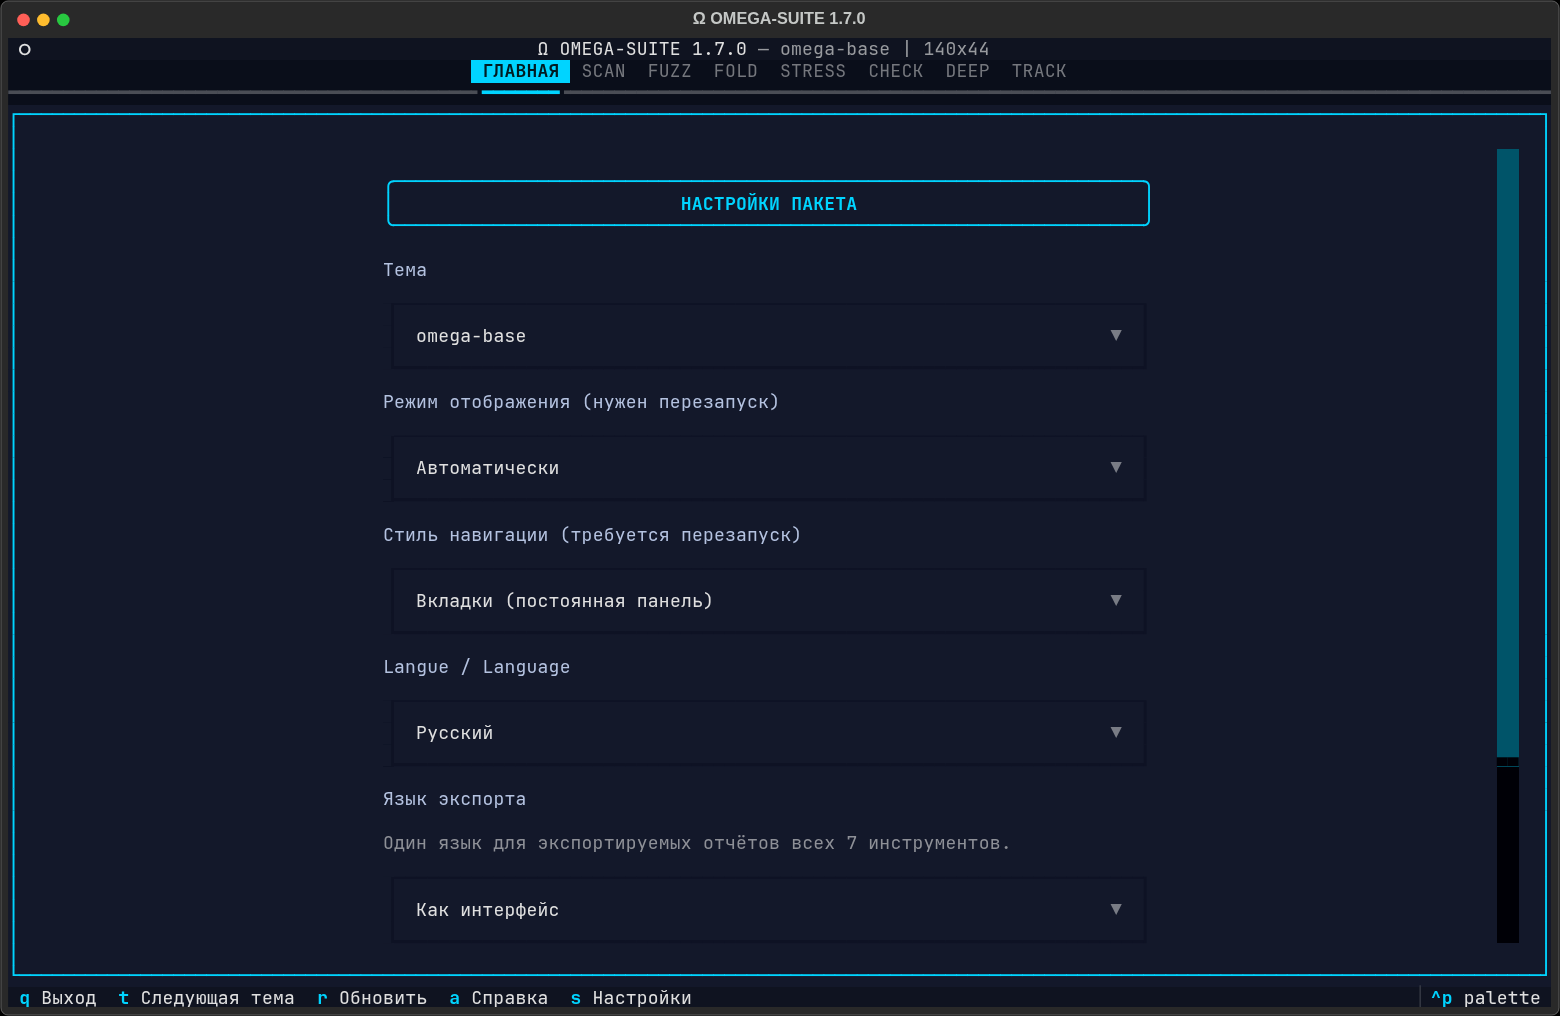 Ω OMEGA-SUITE 1.7.0
Ω OMEGA-SUITE 1.7.0 — omega-base | 140x44
ГЛАВНАЯ SCAN FUZZ FOLD STRESS CHECK DEEP TRACK
НАСТРОЙКИ ПАКЕТА
Тема
omega-base ▼
Режим отображения (нужен перезапуск)
Автоматически ▼
Стиль навигации (требуется перезапуск)
Вкладки (постоянная панель) ▼
Langue / Language
Русский ▼
Язык экспорта
Один язык для экспортируемых отчётов всех 7 инструментов.
Как интерфейс ▼
q Выход t Следующая тема r Обновить a Справка s Настройки ^p palette